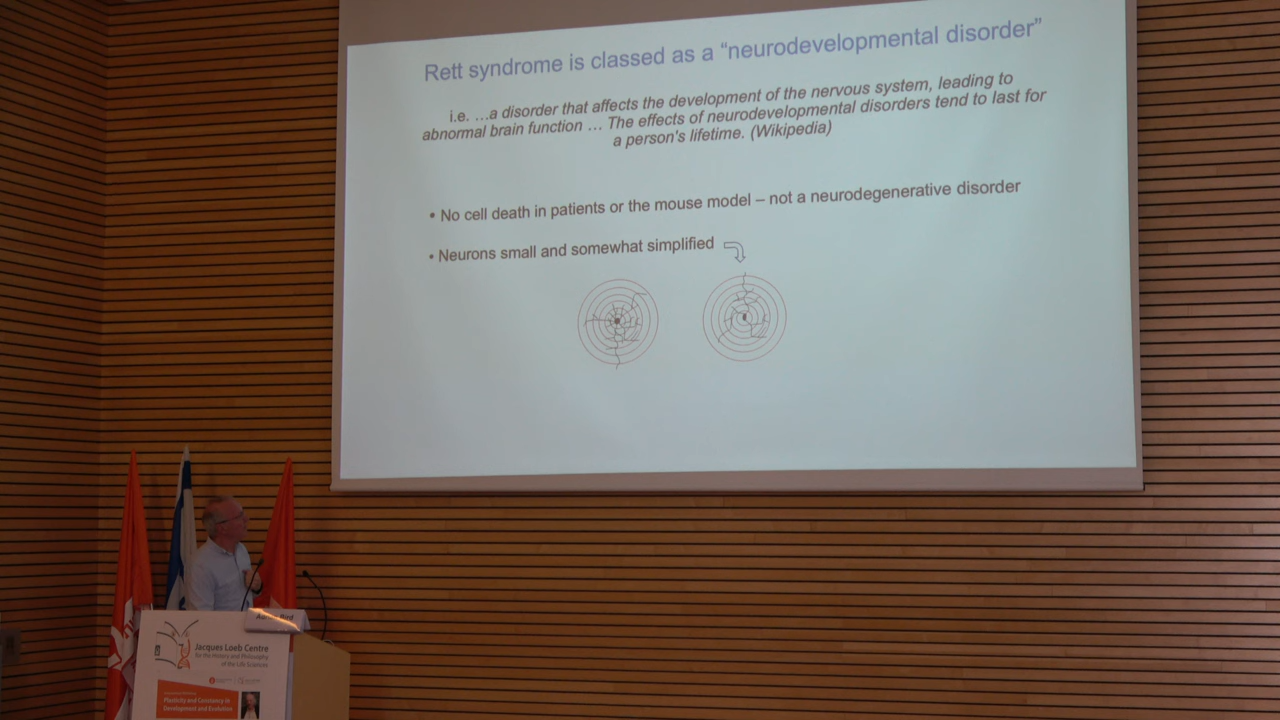 Rett syndrome is classed as a “neurodevelopmental disorder”
i.e. …a disorder that affects the development of the nervous system, leading to
abnormal brain function … The effects of neurodevelopmental disorders tend to last for
a person's lifetime. (Wikipedia)
• No cell death in patients or the mouse model – not a neurodegenerative disorder
• Neurons small and somewhat simplified
Bird
Jacques Loeb Centre
for the History and Philosophy
of the Life Sciences
Plasticity and Constancy in
Development and Evolution